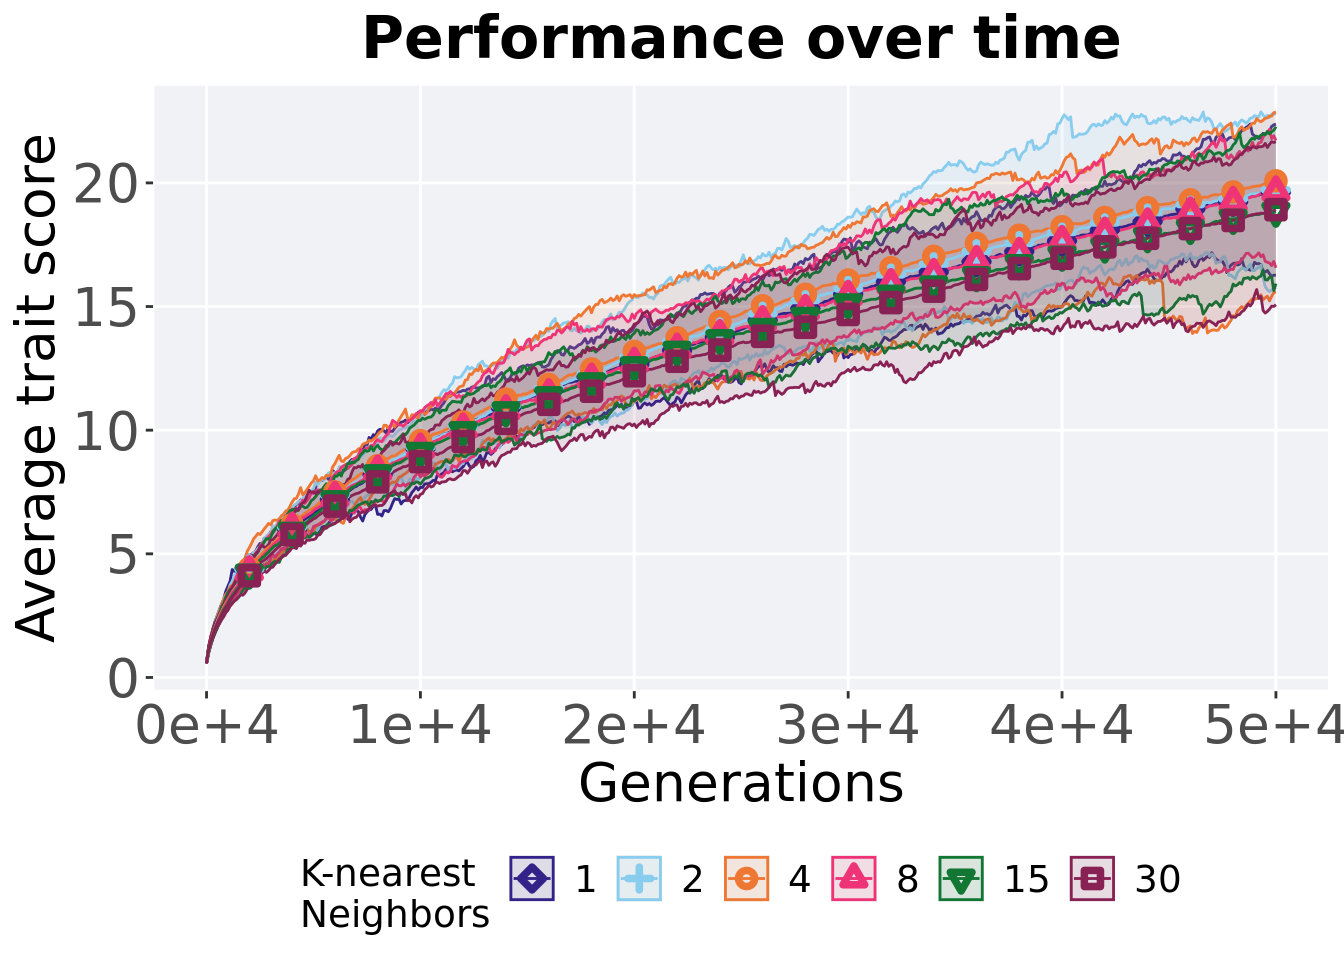 Performance over time
Average trait score
20
15
10
5
0
0e+4 1e+4 2e+4 3e+4 4e+4 5e+4
Generations
K-nearest
Neighbors
1 2 4 8 15 30